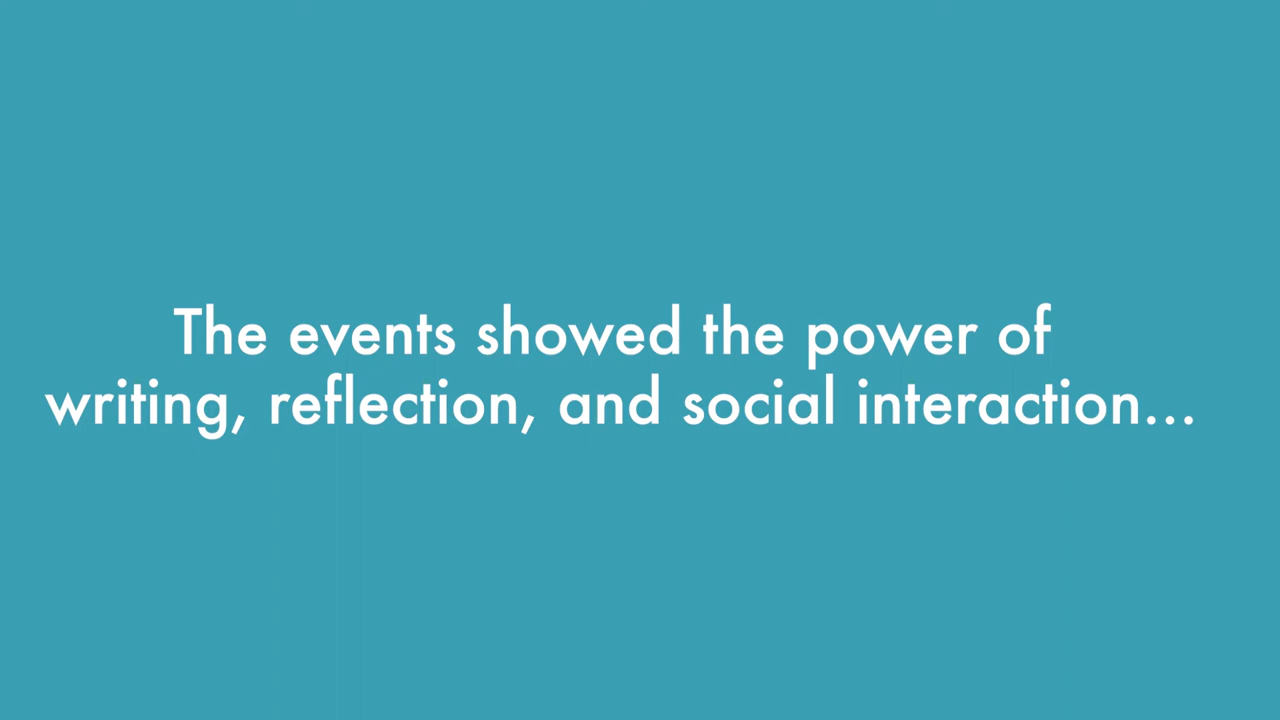 The events showed the power of
writing, reflection, and social interaction...